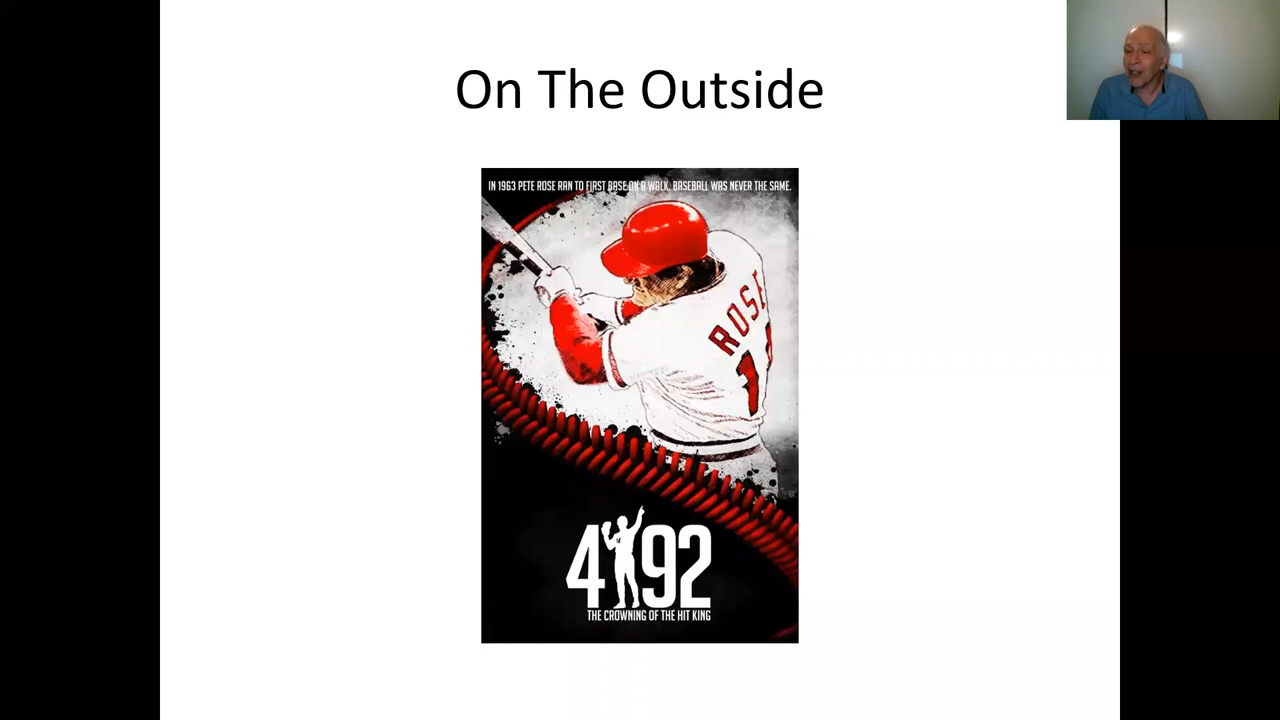 On The Outside
IN 1963 PETE ROSE RAN TO FIRST BASE ON A WALK. BASEBALL WAS NEVER THE SAME.
ROSE
1
4192
THE CROWNING OF THE HIT KING